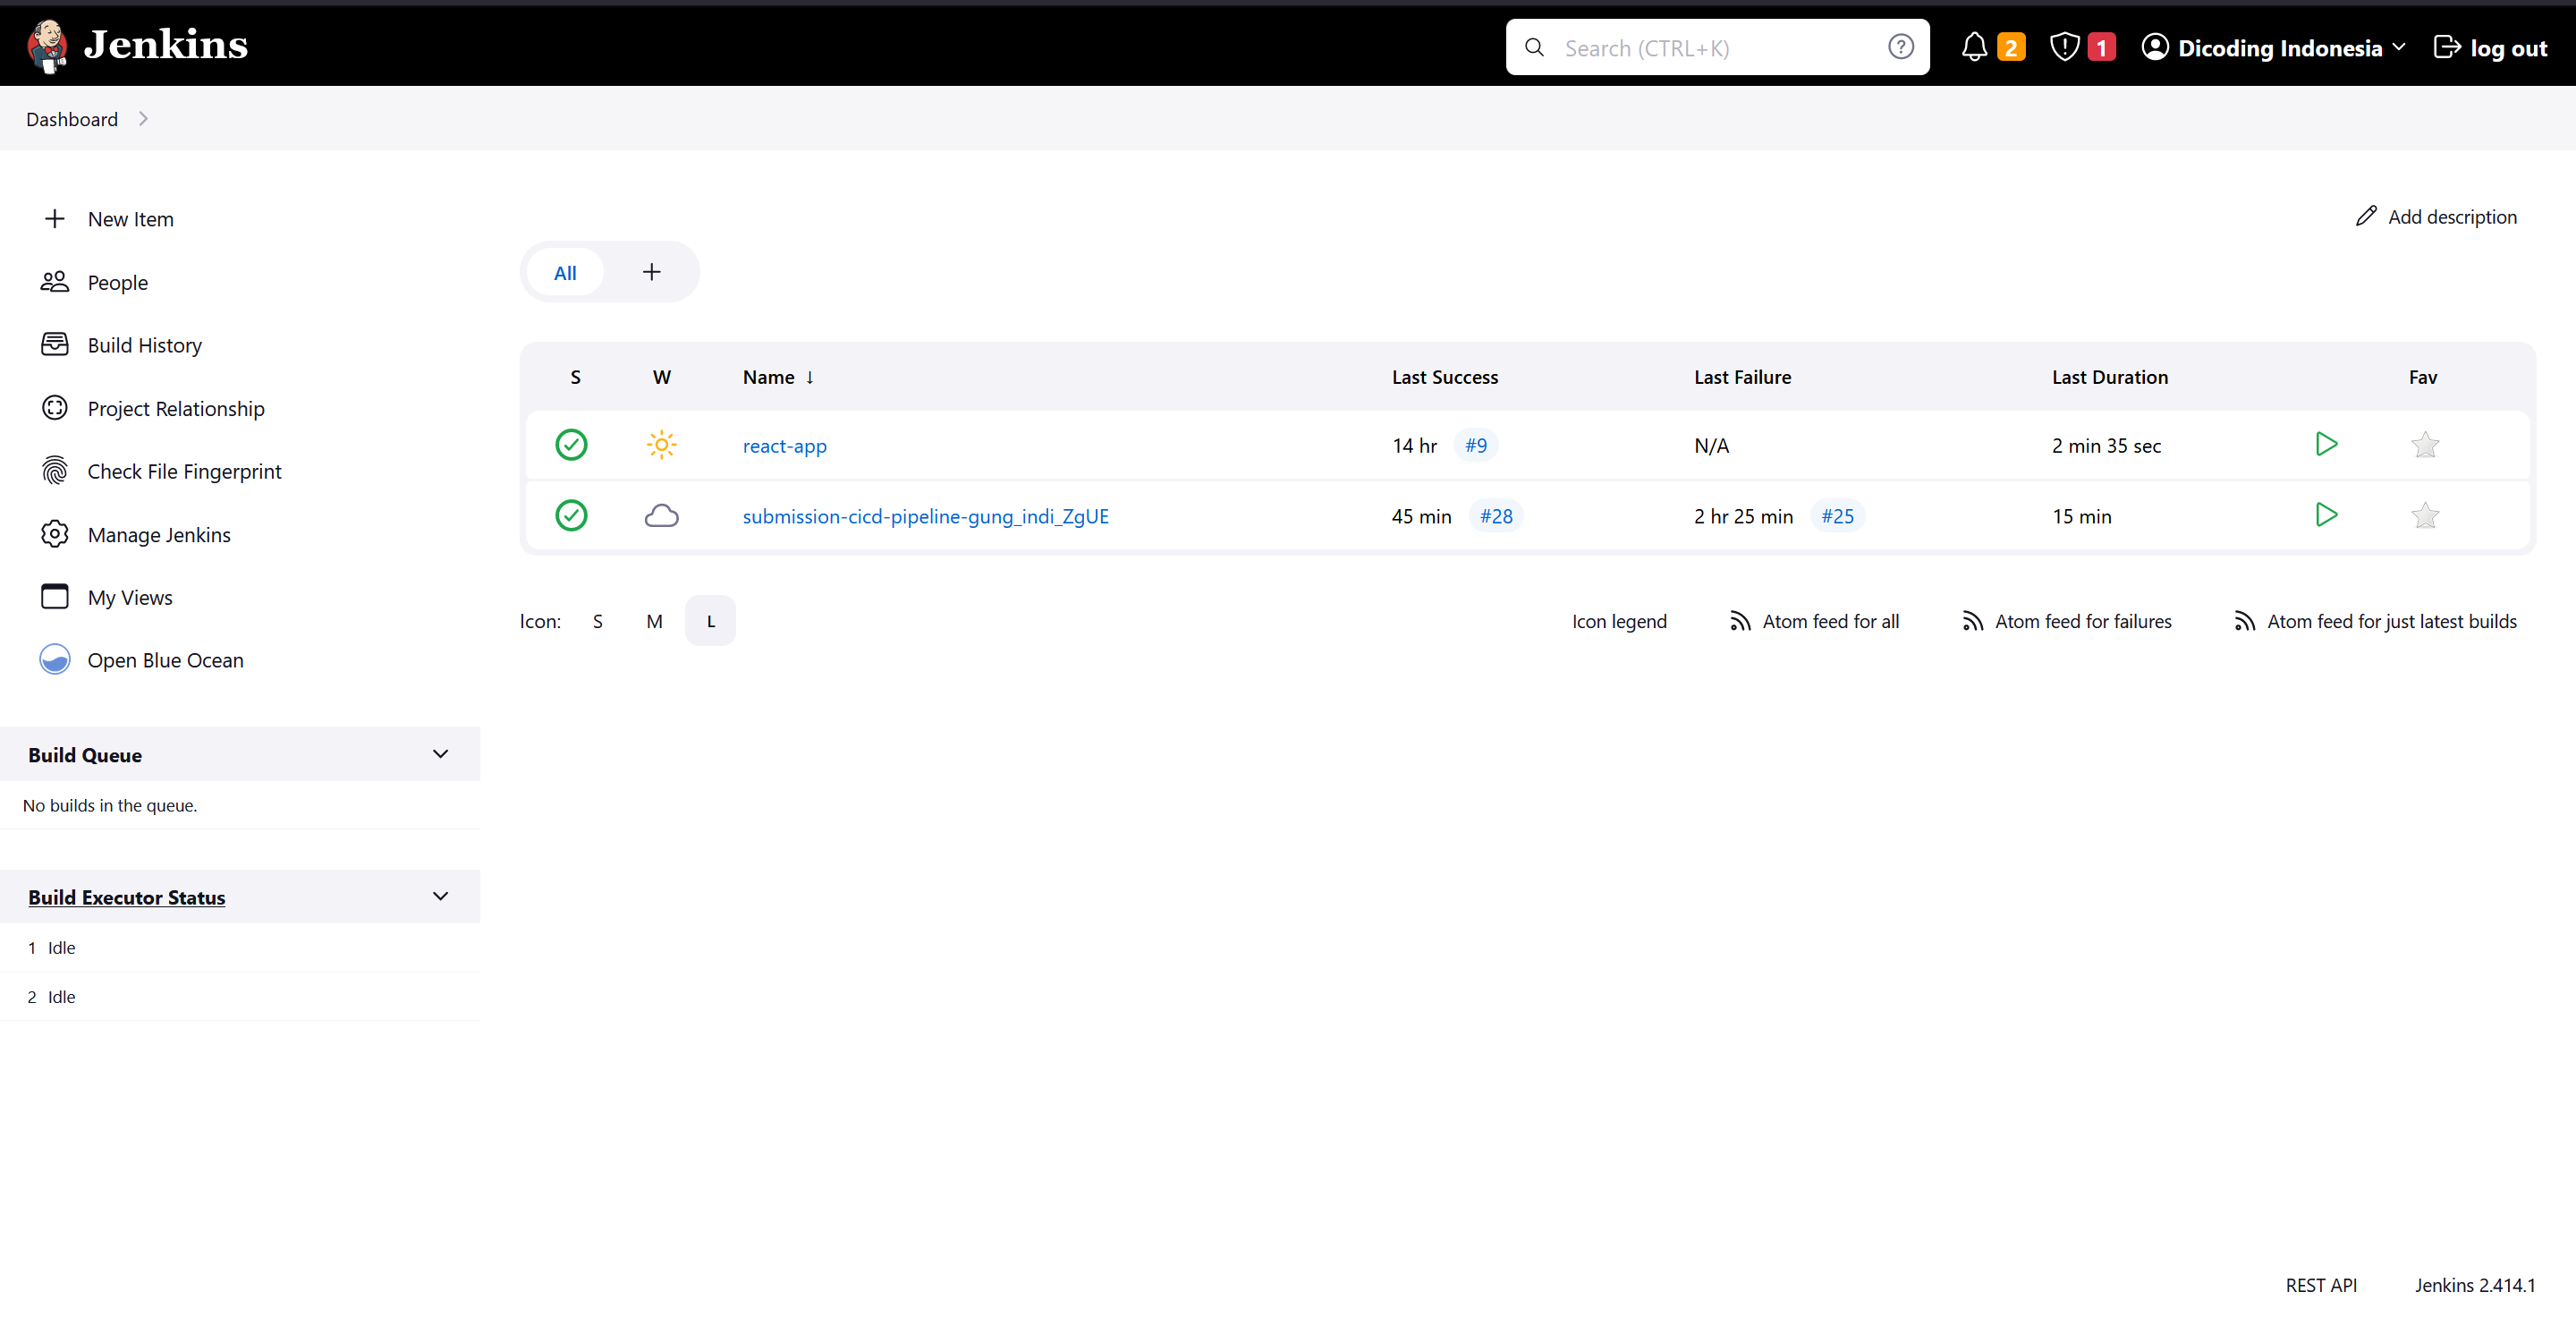 Jenkins
Search (CTRL+K)
2
1
Dicoding Indonesia
log out
Dashboard
New Item
People
Build History
Project Relationship
Check File Fingerprint
Manage Jenkins
My Views
Open Blue Ocean
Build Queue
No builds in the queue.
Build Executor Status
1 Idle
2 Idle
Add description
All +
S W Name ↓ Last Success Last Failure Last Duration Fav
react-app 14 hr #9 N/A 2 min 35 sec
submission-cicd-pipeline-gung_indi_ZgUE 45 min #28 2 hr 25 min #25 15 min
Icon: S M L
Icon legend
Atom feed for all
Atom feed for failures
Atom feed for just latest builds
REST API
Jenkins 2.414.1